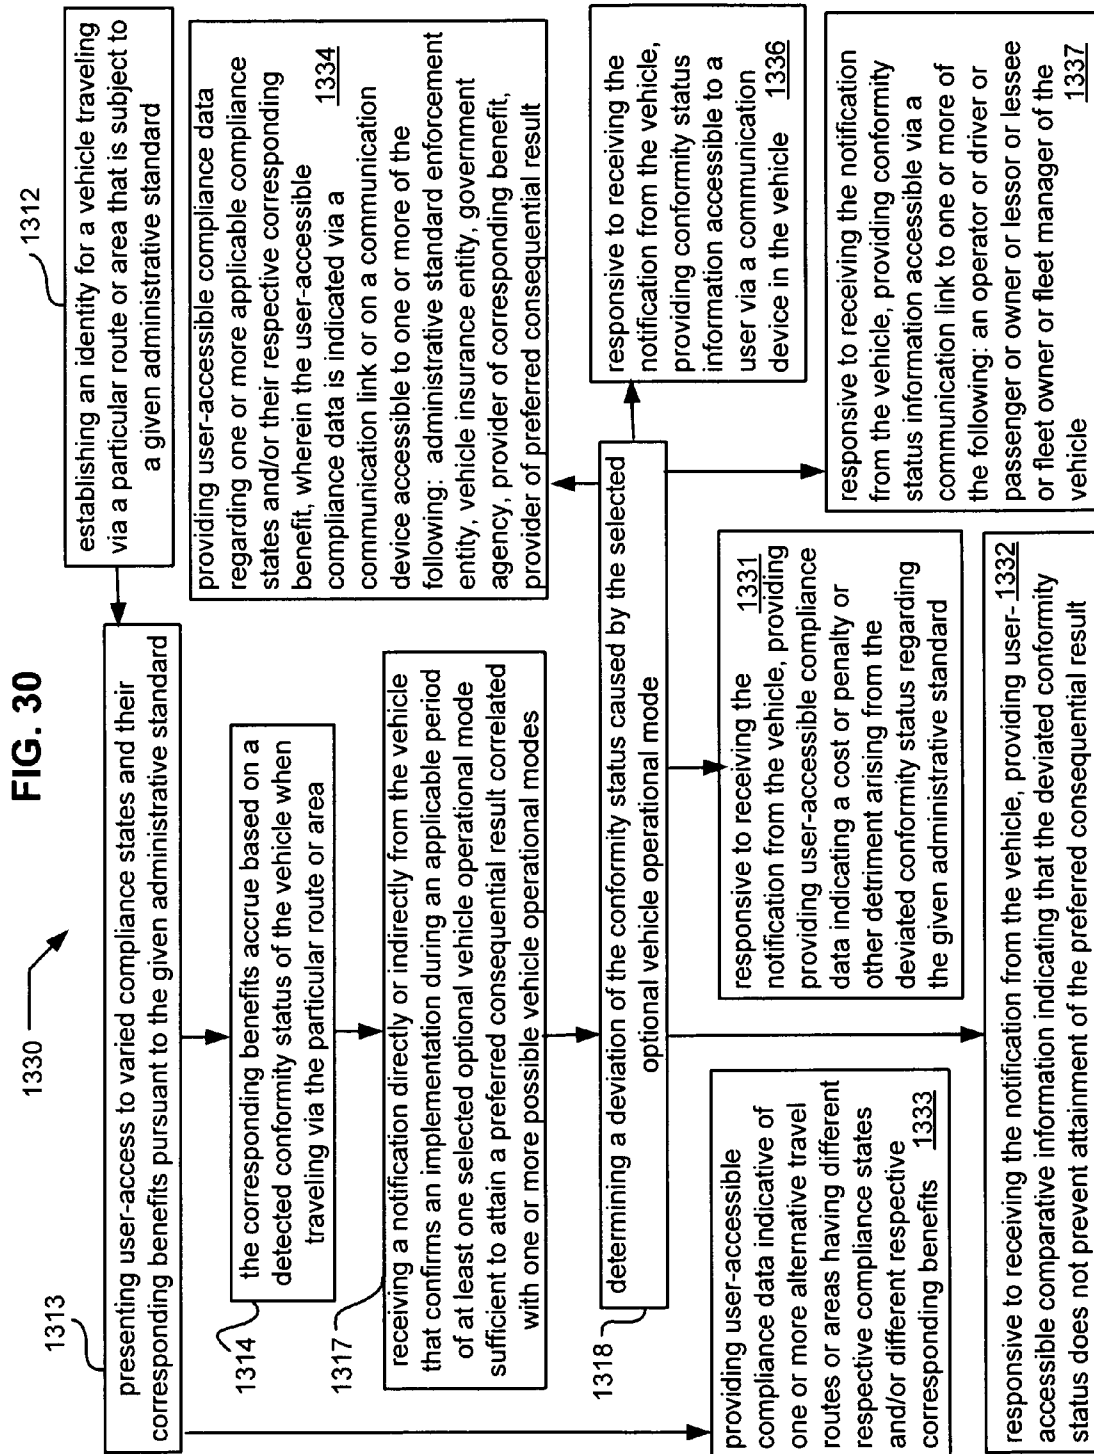 FIG. 30
1330
1312
establishing an identity for a vehicle traveling
via a particular route or area that is subject to
a given administrative standard
1313
presenting user-access to varied compliance states and their
corresponding benefits pursuant to the given administrative standard
1314
the corresponding benefits accrue based on a
detected conformity status of the vehicle when
traveling via the particular route or area
1317
receiving a notification directly or indirectly from the vehicle
that confirms an implementation during an applicable period
of at least one selected optional vehicle operational mode
sufficient to attain a preferred consequential result correlated
with one or more possible vehicle operational modes
providing user-accessible compliance data
regarding one or more applicable compliance
states and/or their respective corresponding
benefit, wherein the user-accessible
compliance data is indicated via a 1334
communication link or on a communication
device accessible to one or more of the
following: administrative standard enforcement
entity, vehicle insurance entity, government
agency, provider of corresponding benefit,
provider of preferred consequential result
1318
determining a deviation of the conformity status caused by the selected
optional vehicle operational mode
responsive to receiving the
notification from the vehicle,
providing conformity status
information accessible to a
user via a communication
device in the vehicle 1336
providing user-accessible
compliance data indicative of
one or more alternative travel
routes or areas having different
respective compliance states
and/or different respective
corresponding benefits 1333
responsive to receiving the 1331
notification from the vehicle, providing
providing user-accessible compliance
data indicating a cost or penalty or
other detriment arising from the
deviated conformity status regarding
the given administrative standard
responsive to receiving the notification
from the vehicle, providing conformity
status information accessible via a
communication link to one or more of
the following: an operator or driver or
passenger or owner or lessor or lessee
or fleet owner or fleet manager of the
vehicle 1337
responsive to receiving the notification from the vehicle, providing user- 1332
accessible comparative information indicating that the deviated conformity
status does not prevent attainment of the preferred consequential result